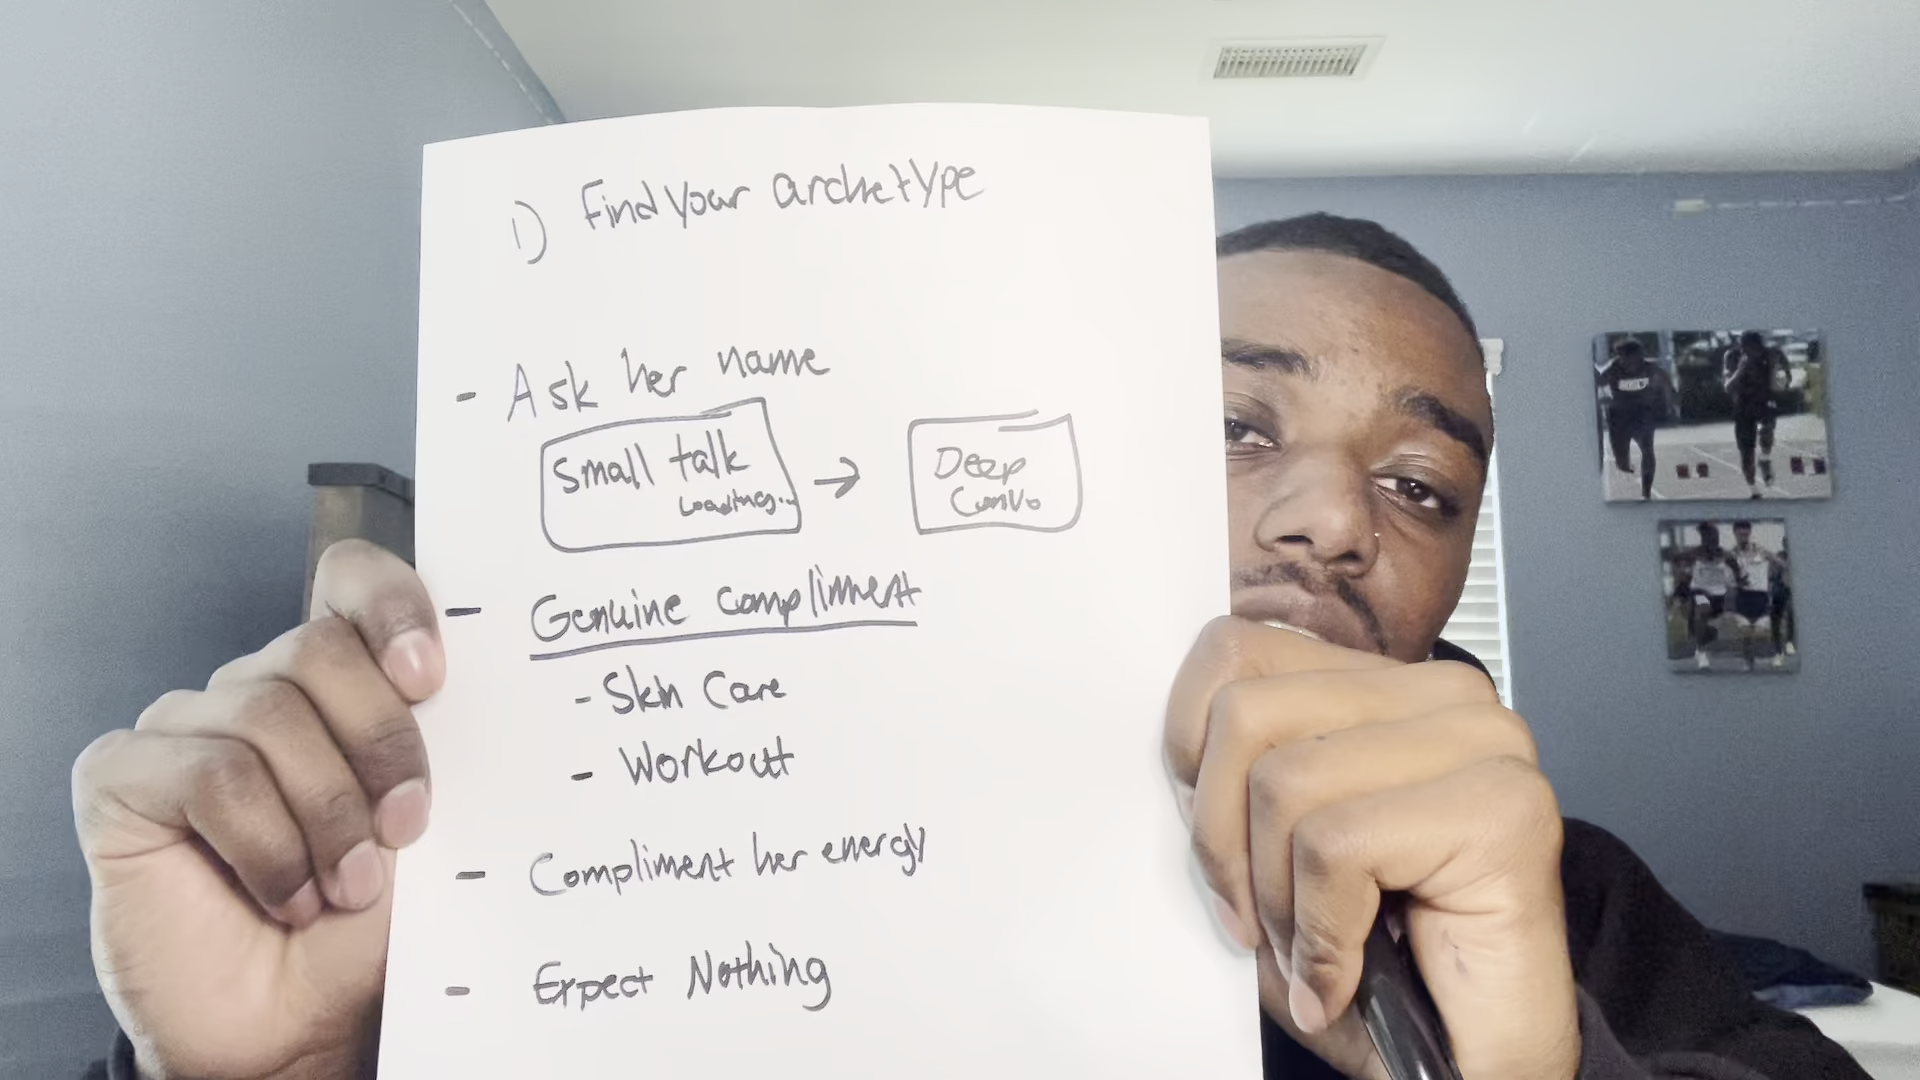 1) Find your archetype
- Ask her name
Small talk → Deep
Loading... Convo
- Genuine compliment
- Skin Care
- Workout
- Compliment her energy
- Expect Nothing